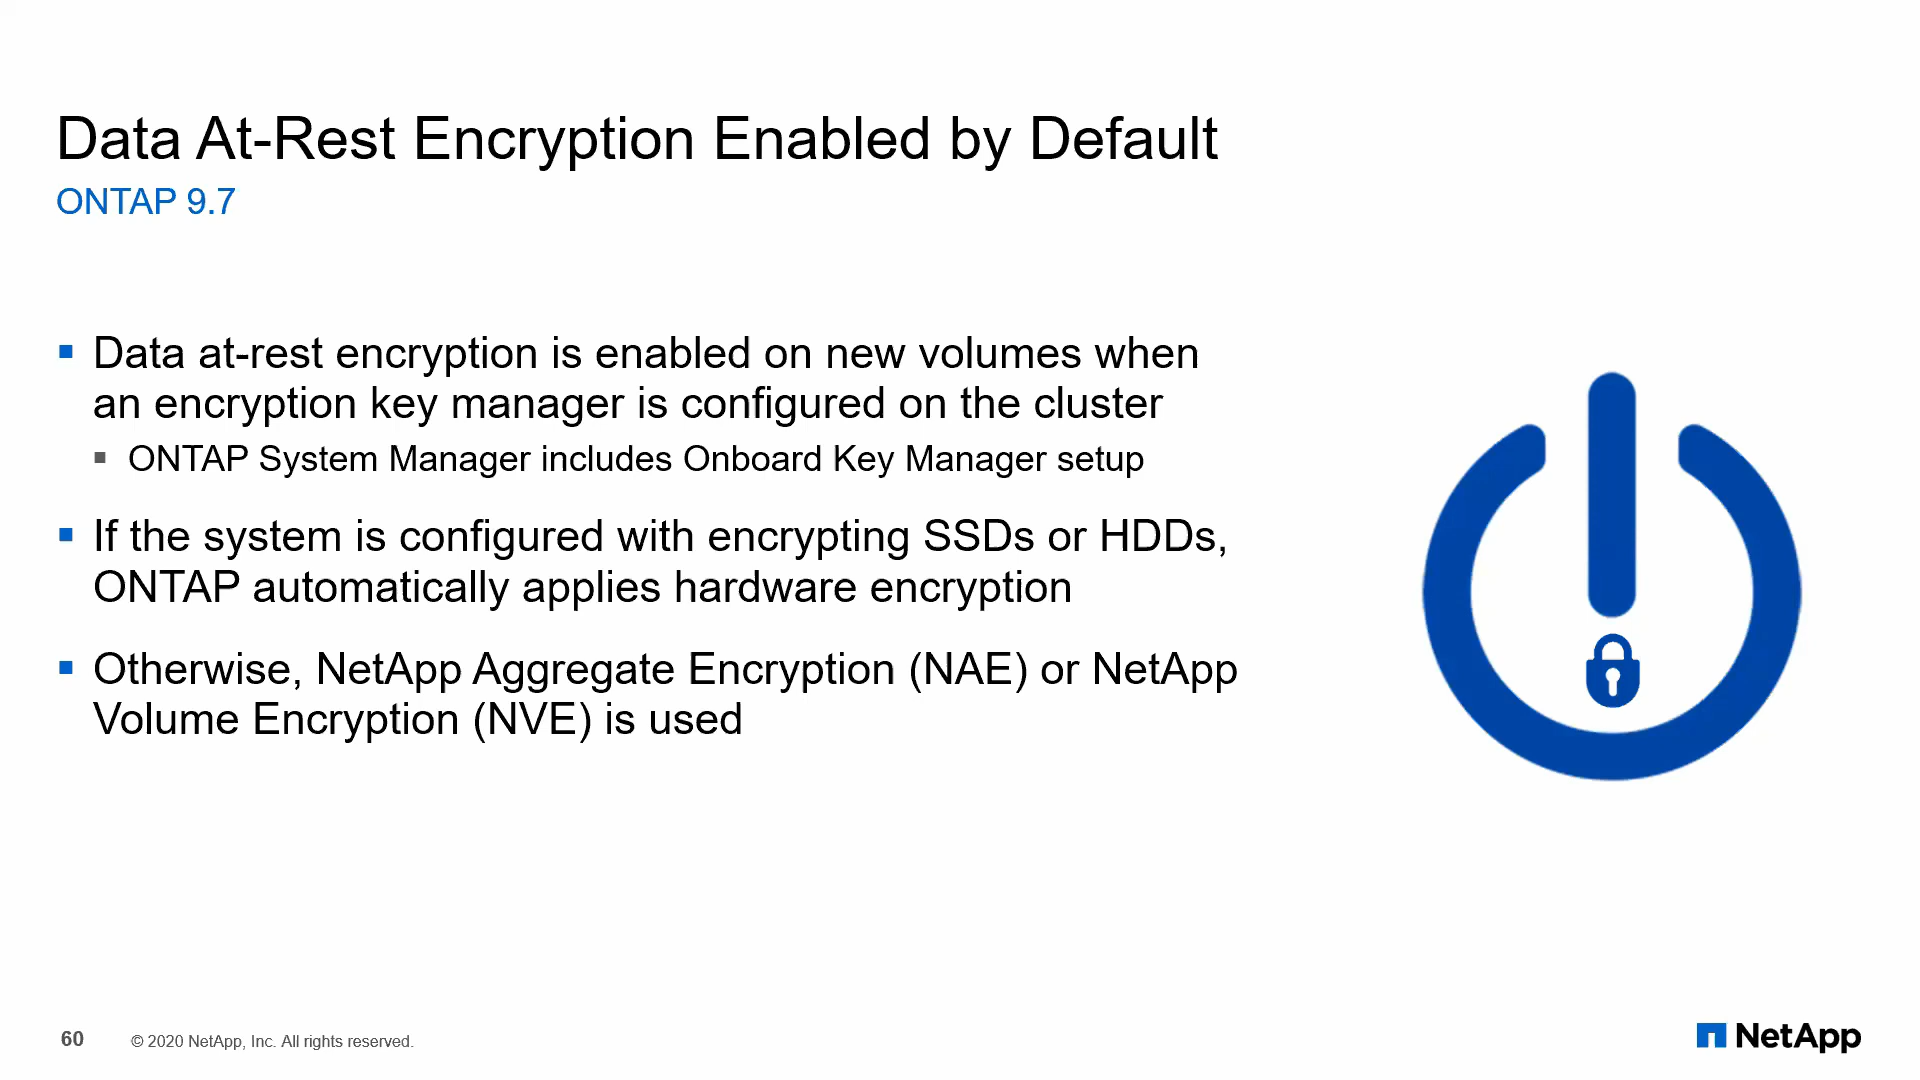 Data At-Rest Encryption Enabled by Default
ONTAP 9.7
▪ Data at-rest encryption is enabled on new volumes when
an encryption key manager is configured on the cluster
▪ ONTAP System Manager includes Onboard Key Manager setup
▪ If the system is configured with encrypting SSDs or HDDs,
ONTAP automatically applies hardware encryption
▪ Otherwise, NetApp Aggregate Encryption (NAE) or NetApp
Volume Encryption (NVE) is used
60 © 2020 NetApp, Inc. All rights reserved.
NetApp